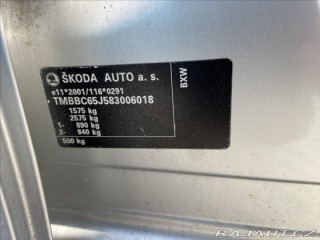 ŠKODA AUTO a. s.
e11*2001/116*0291
TMBBC65J583006018
1575 kg
2575 kg
1- 890 kg
2- 840 kg
500 kg
BXW
RAJAUT.CZ